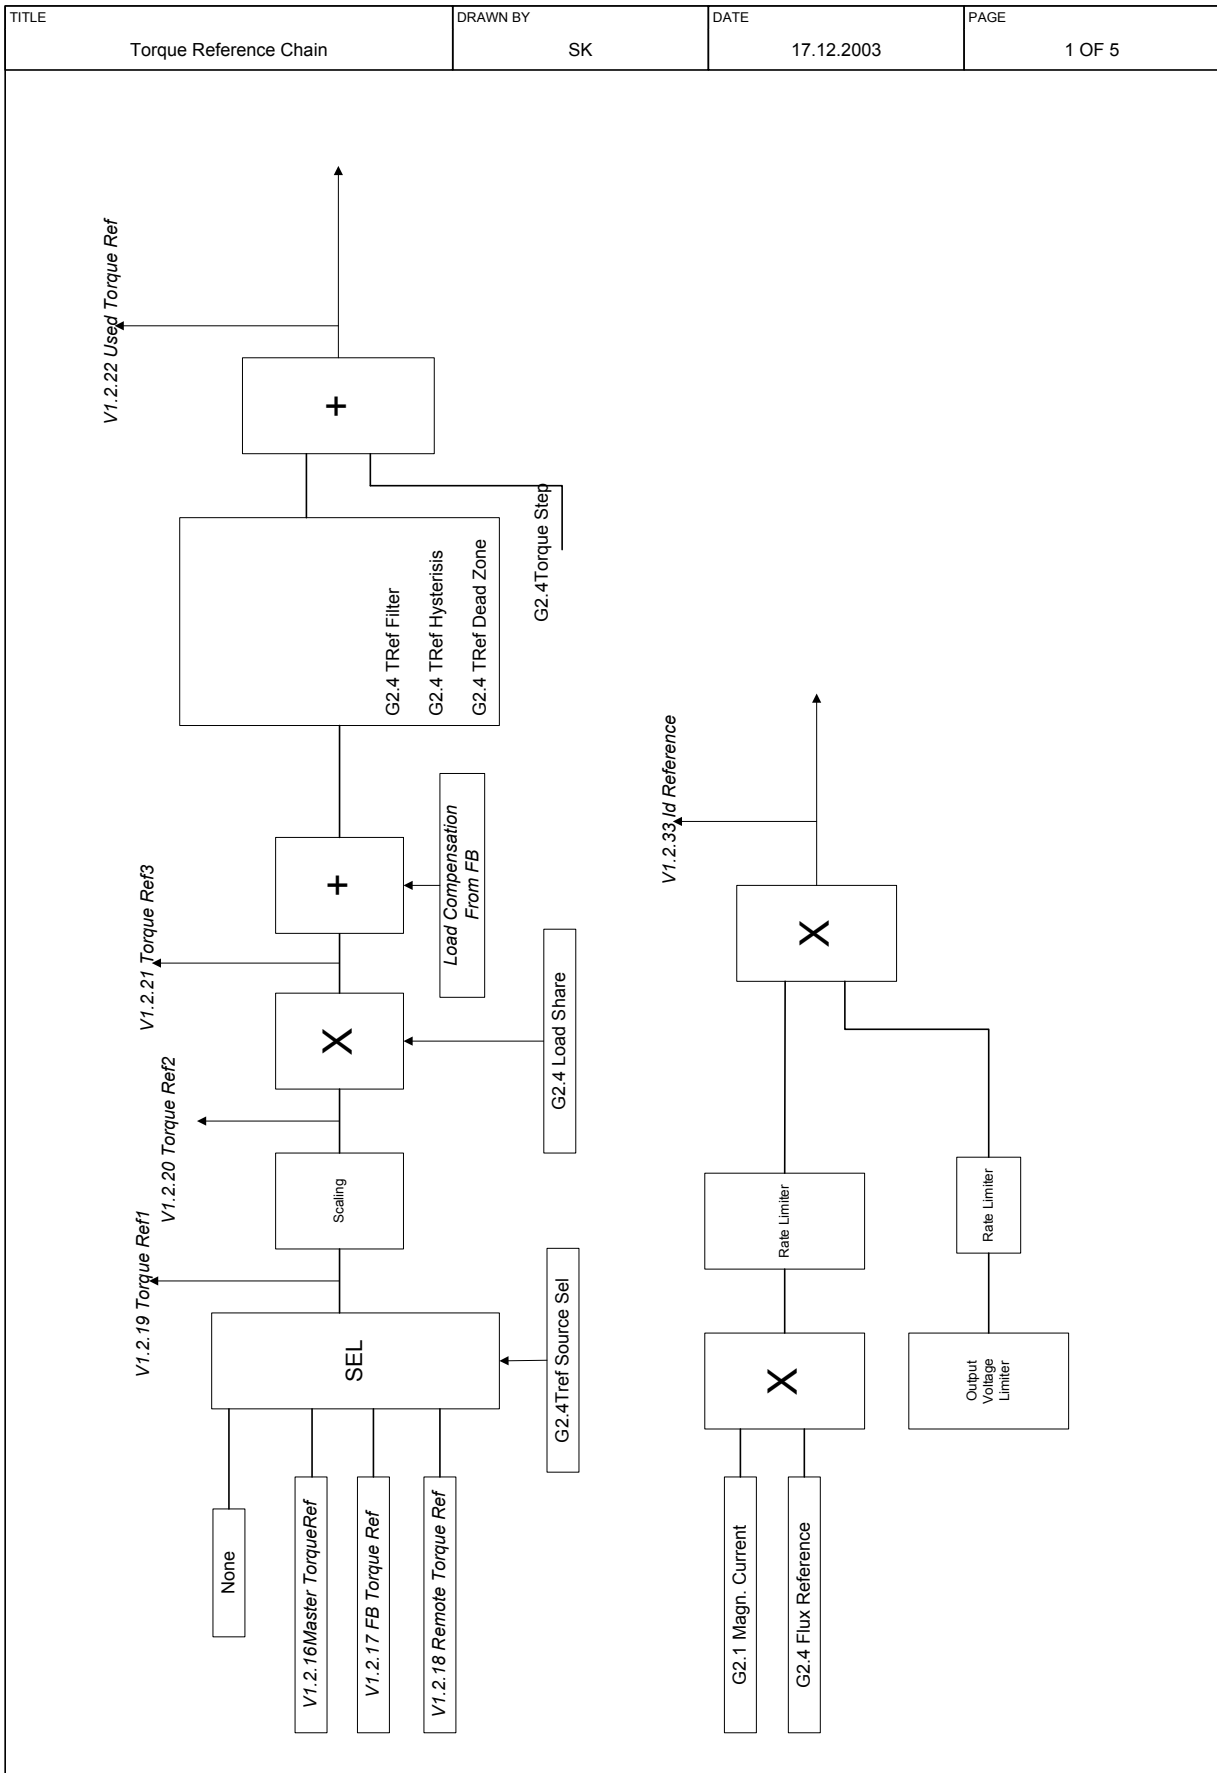 TITLE
Torque Reference Chain
DRAWN BY
SK
DATE
17.12.2003
PAGE
1 OF 5
None
V1.2.16Master TorqueRef
V1.2.17 FB Torque Ref
V1.2.18 Remote Torque Ref
SEL
G2.4Tref Source Sel
V1.2.19 Torque Ref1
Scaling
V1.2.20 Torque Ref2
X
G2.4 Load Share
V1.2.21 Torque Ref3
+
Load Compensation
From FB
G2.4 TRef Filter
G2.4 TRef Hysterisis
G2.4 TRef Dead Zone
G2.4Torque Step
+
V1.2.22 Used Torque Ref
G2.1 Magn. Current
G2.4 Flux Reference
X
Rate Limiter
Output
Voltage
Limiter
Rate Limiter
X
V1.2.33 Id Reference